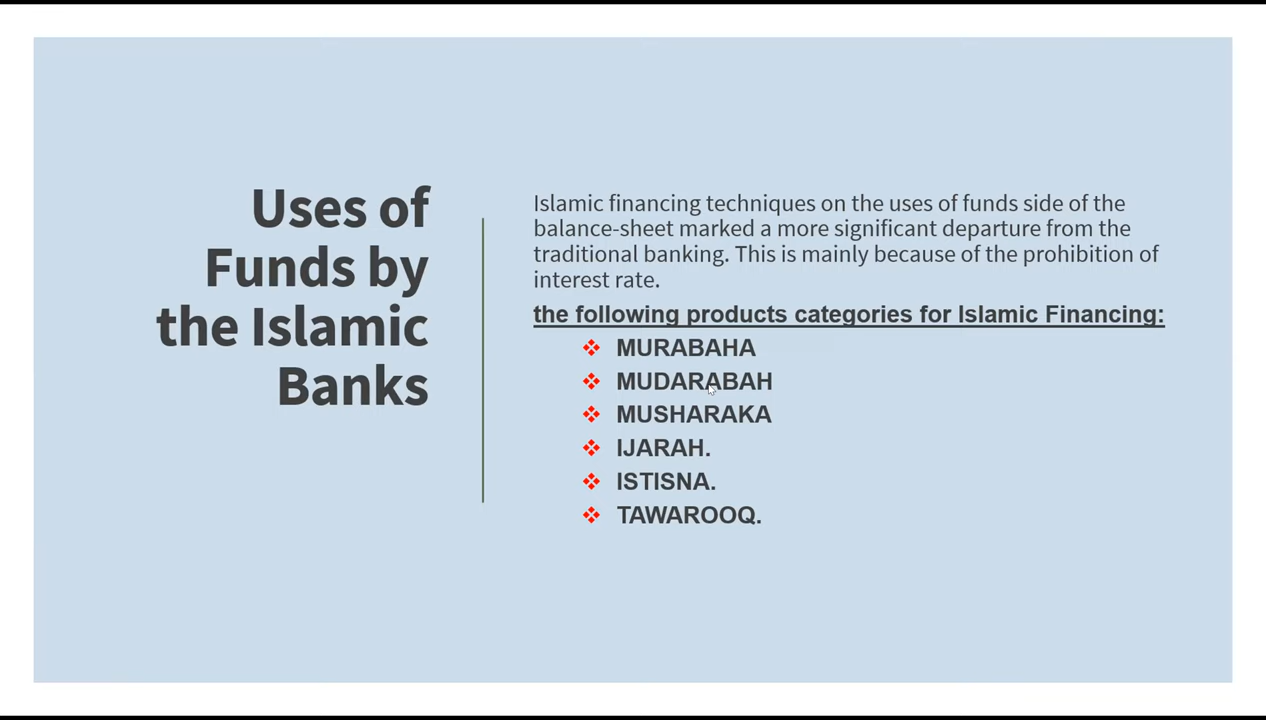 Uses of
Funds by
the Islamic
Banks
Islamic financing techniques on the uses of funds side of the
balance-sheet marked a more significant departure from the
traditional banking. This is mainly because of the prohibition of
interest rate.
the following products categories for Islamic Financing:
MURABAHA
MUDARABAH
MUSHARAKA
IJARAH.
ISTISNA.
TAWAROOQ.